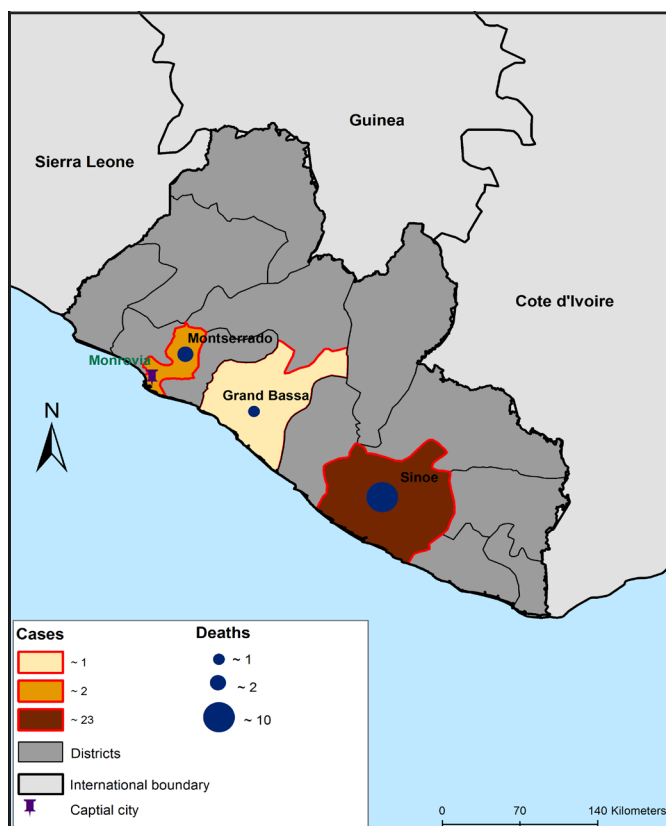 Guinea
Sierra Leone
Cote d'Ivoire
Montserrado
Monrovia
Grand Bassa
N
Sinoe
Cases
~ 1
~ 2
~ 23
Districts
International boundary
Captial city
Deaths
~ 1
~ 2
~ 10
0 70 140 Kilometers